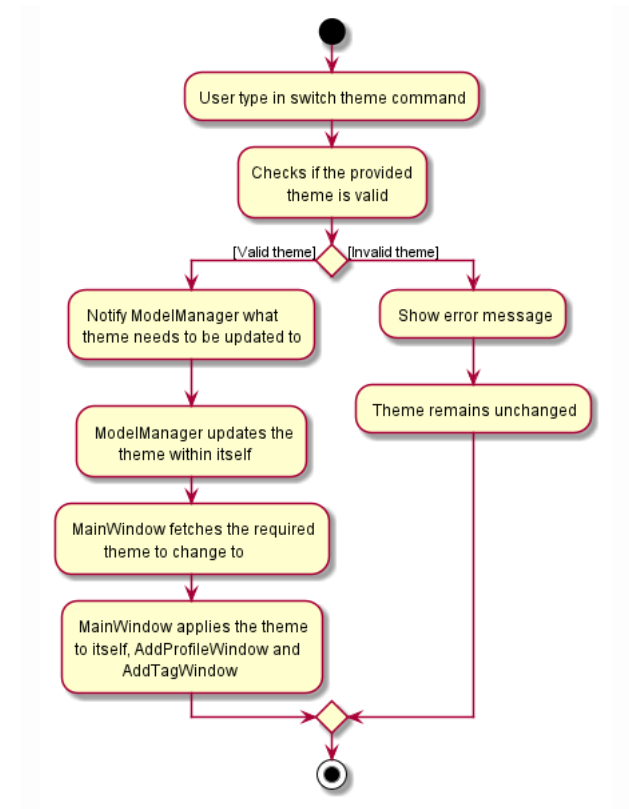 User type in switch theme command
Checks if the provided
theme is valid
[Valid theme]
[Invalid theme]
Notify ModelManager what
theme needs to be updated to
ModelManager updates the
theme within itself
MainWindow fetches the required
theme to change to
MainWindow applies the theme
to itself, AddProfileWindow and
AddTagWindow
Show error message
Theme remains unchanged